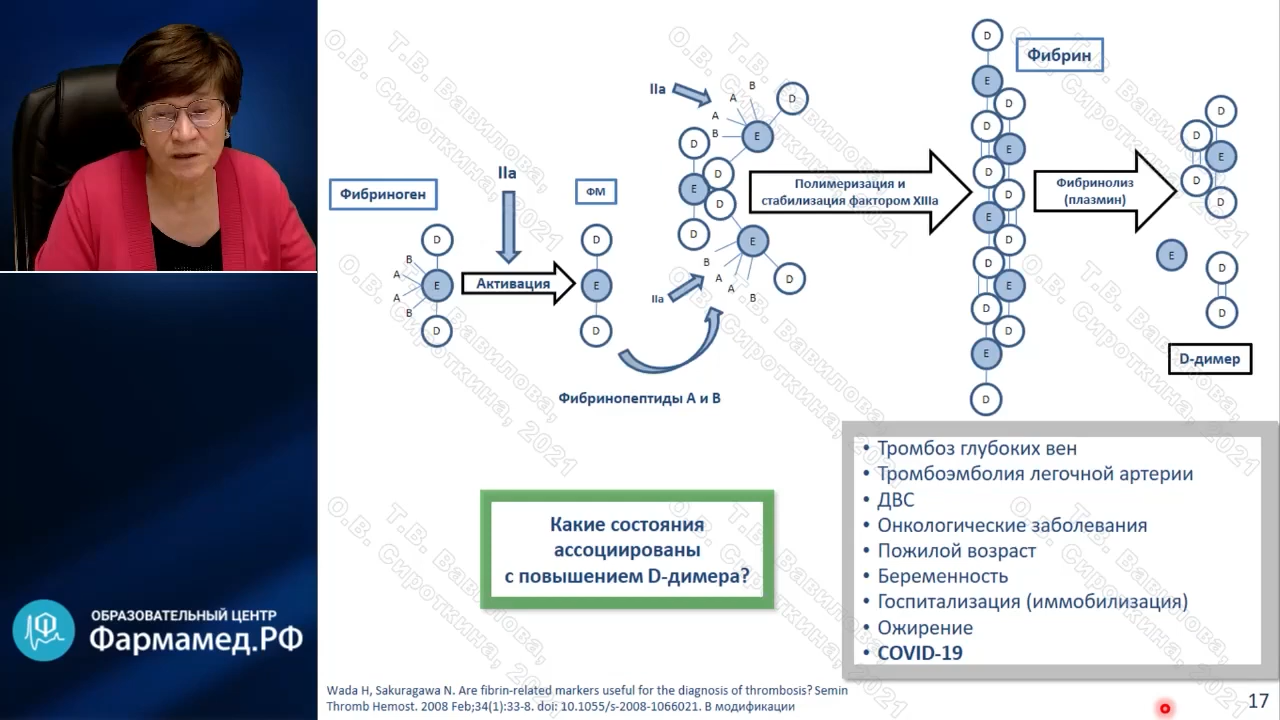 Фибриноген
B
A
A
B
D
E
D
IIa
Активация
ФМ
D
E
D
Фибринопептиды А и В
IIa
B
A
A
B
D
E
D
E
D
D
D
E
D
B
A
A
B
IIa
Полимеризация и
стабилизация фактором XIIIa
Фибрин
D
E
D
D
E
D
D
E
D
D
E
D
D
E
D
Фибринолиз
(плазмин)
D
D
E
D
D
E
D
D
D-димер
Какие состояния
ассоциированы
с повышением D-димера?
• Тромбоз глубоких вен
• Тромбоэмболия легочной артерии
• ДВС
• Онкологические заболевания
• Пожилой возраст
• Беременность
• Госпитализация (иммобилизация)
• Ожирение
• COVID-19
ОБРАЗОВАТЕЛЬНЫЙ ЦЕНТР
Фармамед.РФ
Wada H, Sakuragawa N. Are fibrin-related markers useful for the diagnosis of thrombosis? Semin
Thromb Hemost. 2008 Feb;34(1):33-8. doi: 10.1055/s-2008-1066021. В модификации
17
Т.В. Вавилова,
О.В. Сироткина, 2021